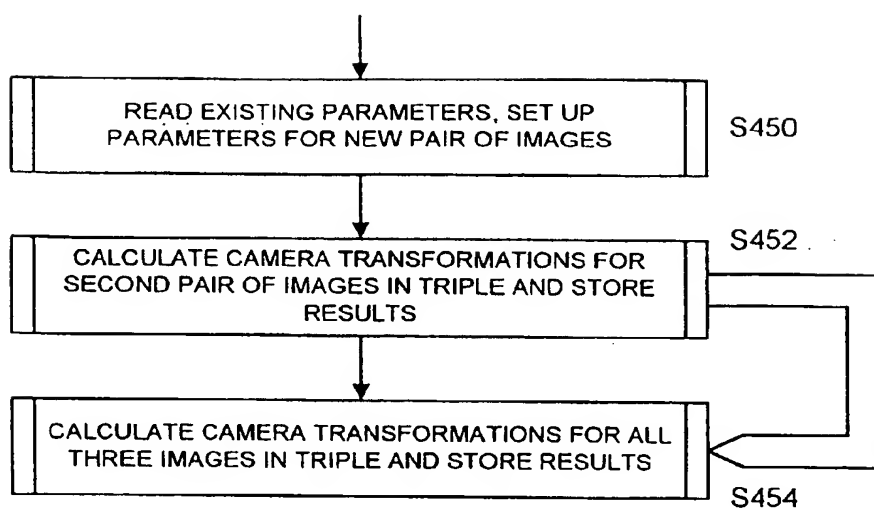 READ EXISTING PARAMETERS, SET UP
PARAMETERS FOR NEW PAIR OF IMAGES
S450
S452
CALCULATE CAMERA TRANSFORMATIONS FOR
SECOND PAIR OF IMAGES IN TRIPLE AND STORE
RESULTS
CALCULATE CAMERA TRANSFORMATIONS FOR ALL
THREE IMAGES IN TRIPLE AND STORE RESULTS
S454